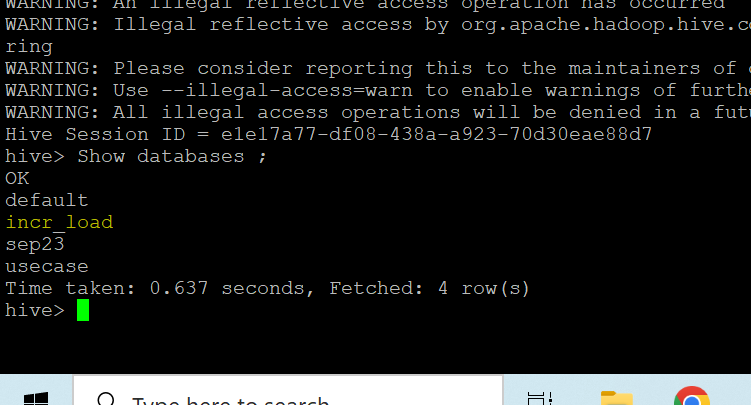 WARNING: An illegal reflective access operation has occurred
WARNING: Illegal reflective access by org.apache.hadoop.hive.co
ring
WARNING: Please consider reporting this to the maintainers of o
WARNING: Use --illegal-access=warn to enable warnings of furthe
WARNING: All illegal access operations will be denied in a futu
Hive Session ID = e1e17a77-df08-438a-a923-70d30eae88d7
hive> Show databases ;
OK
default
incr_load
sep23
usecase
Time taken: 0.637 seconds, Fetched: 4 row(s)
hive>
Type here to search